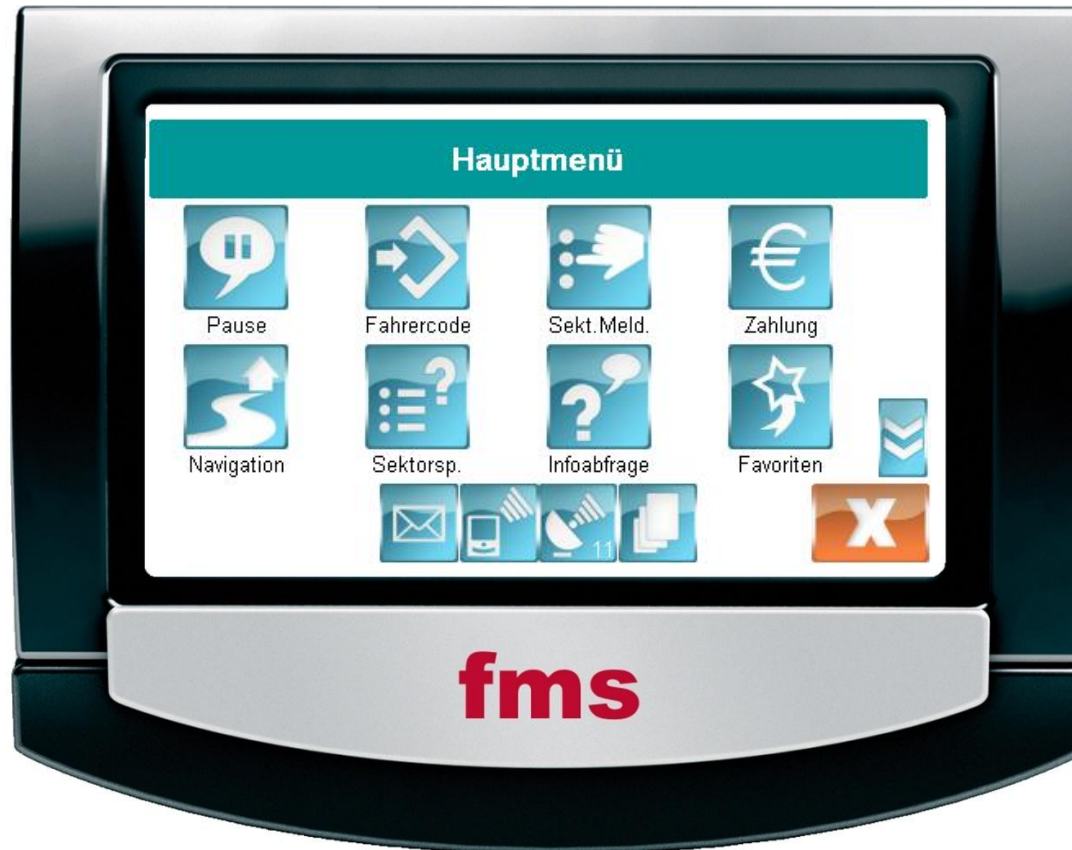 Hauptmenü
Pause Fahrercode Sekt.Meld. Zahlung
Navigation Sektorsp. Infoabfrage Favoriten
11
X
fms